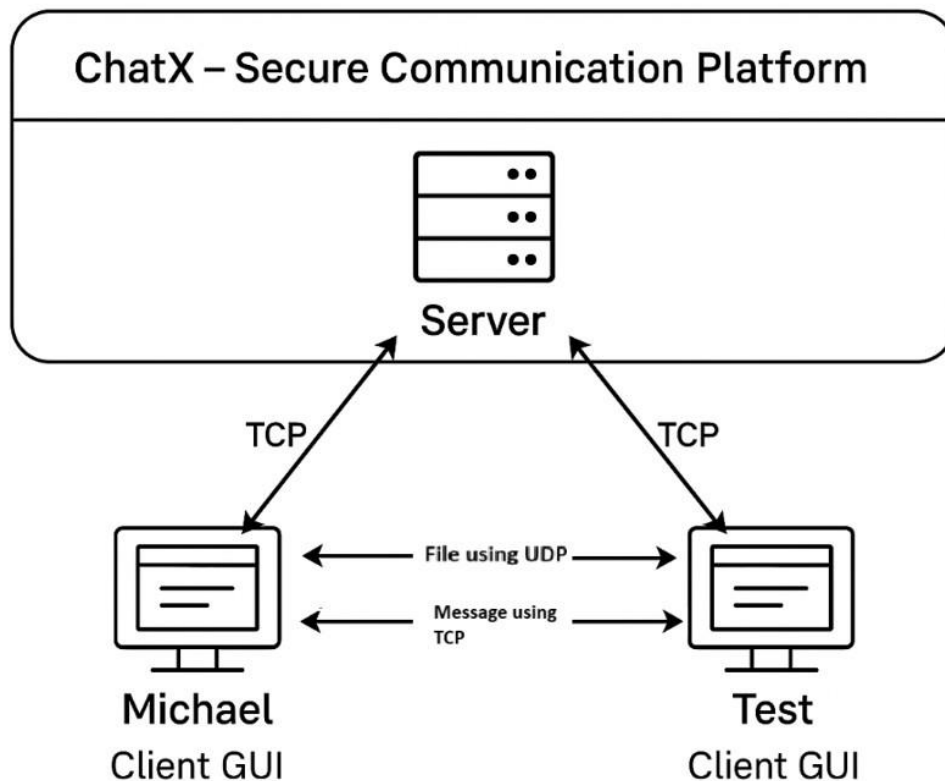 ChatX – Secure Communication Platform
Server
TCP
TCP
File using UDP
Message using
TCP
Michael
Client GUI
Test
Client GUI